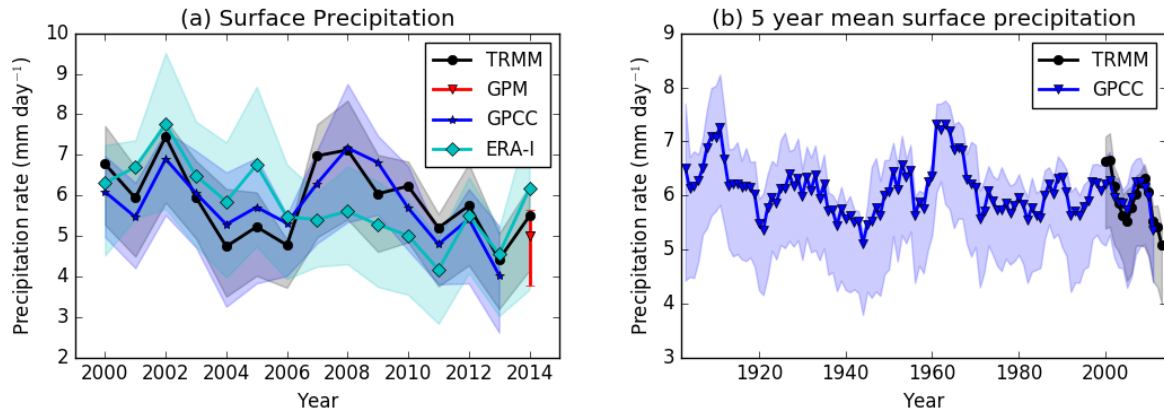 (a) Surface Precipitation
Precipitation rate (mm day⁻¹)
10
9
8
7
6
5
4
3
2
2000 2002 2004 2006 2008 2010 2012 2014
Year
TRMM
GPM
GPCC
ERA-I
(b) 5 year mean surface precipitation
Precipitation rate (mm day⁻¹)
9
8
7
6
5
4
3
1920 1940 1960 1980 2000
Year
TRMM
GPCC